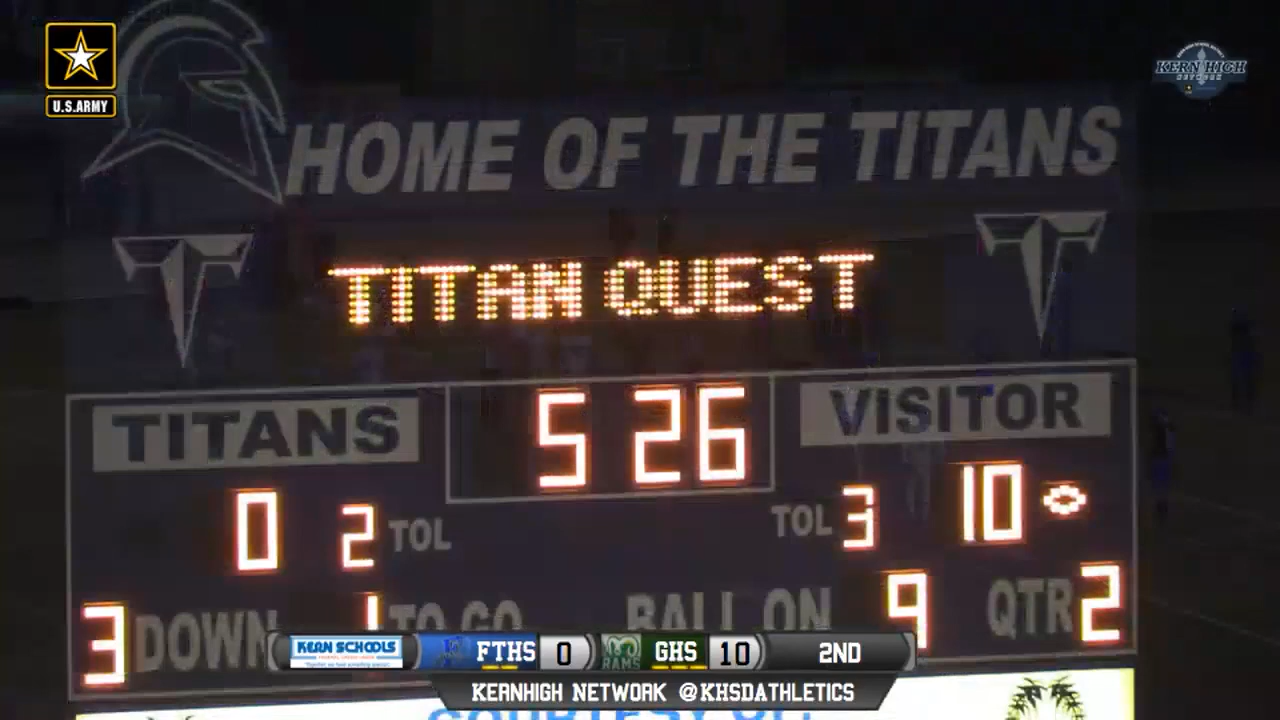 U.S.ARMY
KERN HIGH
NETWORK
HOME OF THE TITANS
TITAN QUEST
TITANS
5 26
VISITOR
0 2 TOL
TOL 3 10
3 DOWN 1 TO GO
BALL ON 9 QTR 2
KERN SCHOOLS
FTHS 0
RAMS
GHS 10
2ND
KERNHIGH NETWORK @KHSDATHLETICS